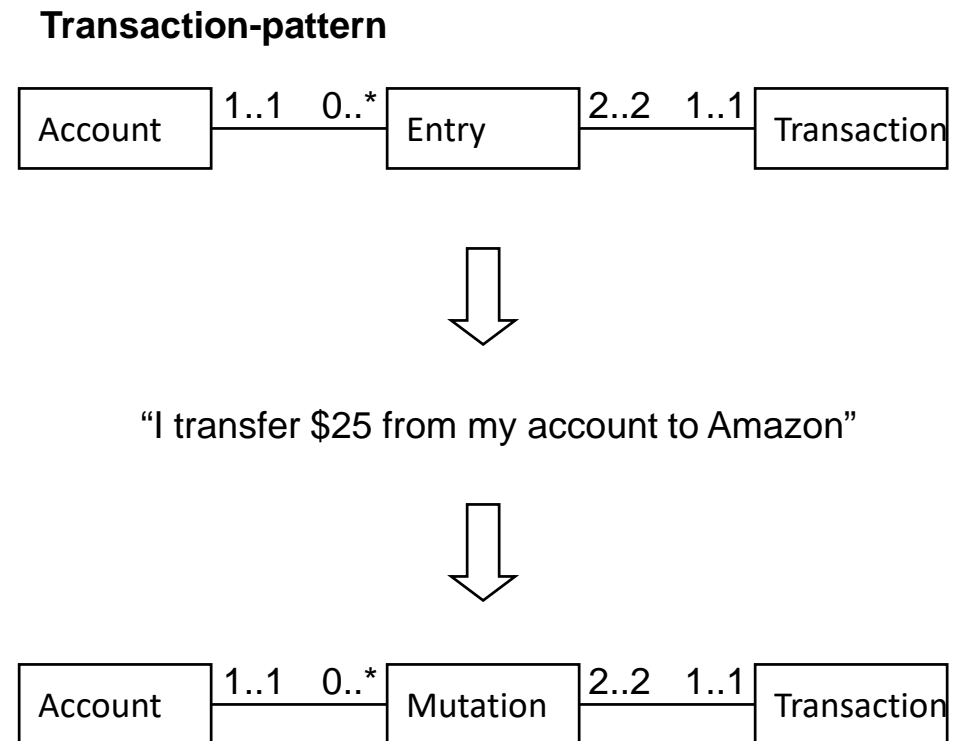 Transaction-pattern
Account 1..1 0..* Entry 2..2 1..1 Transaction
“I transfer $25 from my account to Amazon”
Account 1..1 0..* Mutation 2..2 1..1 Transaction